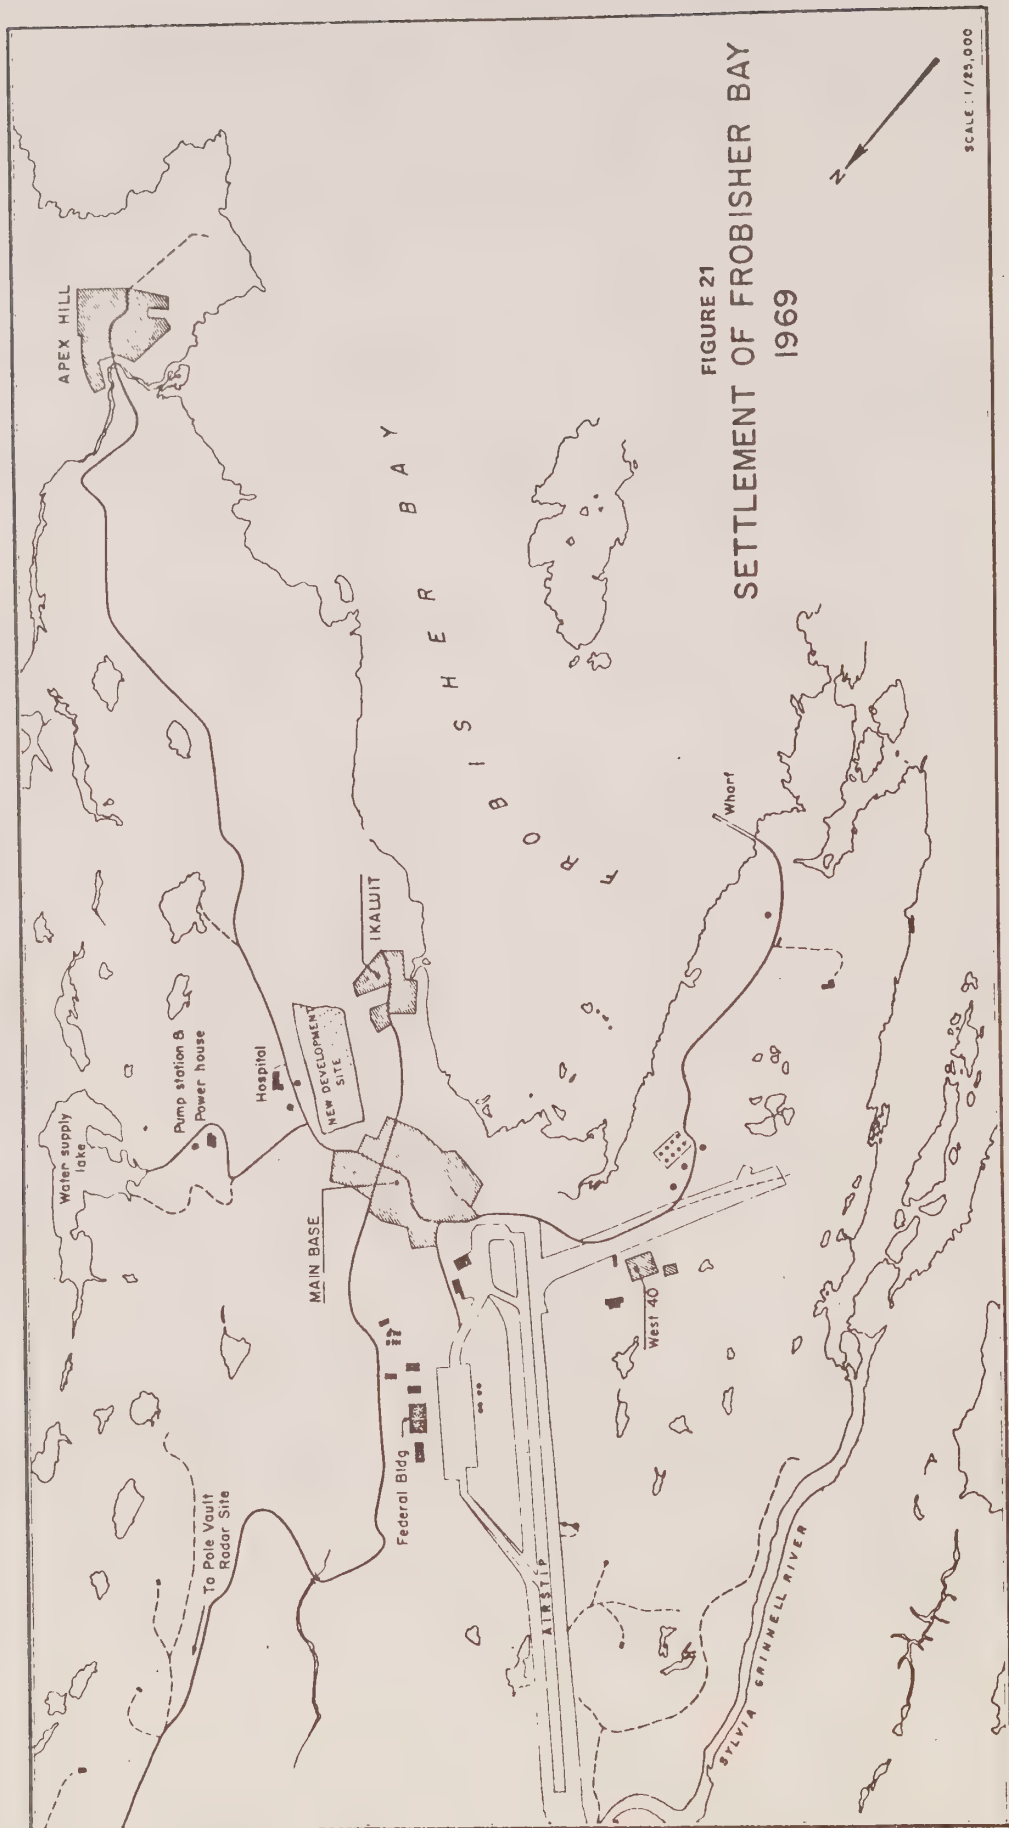 FIGURE 21
SETTLEMENT OF FROBISHER BAY
1969
N
SCALE : 1/25,000
APEX HILL
FROBISHER BAY
IKALUIT
Wharf
NEW DEVELOPMENT
SITE
Hospital
Pump station &
Power house
Water supply
lake
MAIN BASE
West 40
Federal Bldg
To Pole Vault
Radar Site
AIRSTIP
SYLVIA GRINNELL RIVER